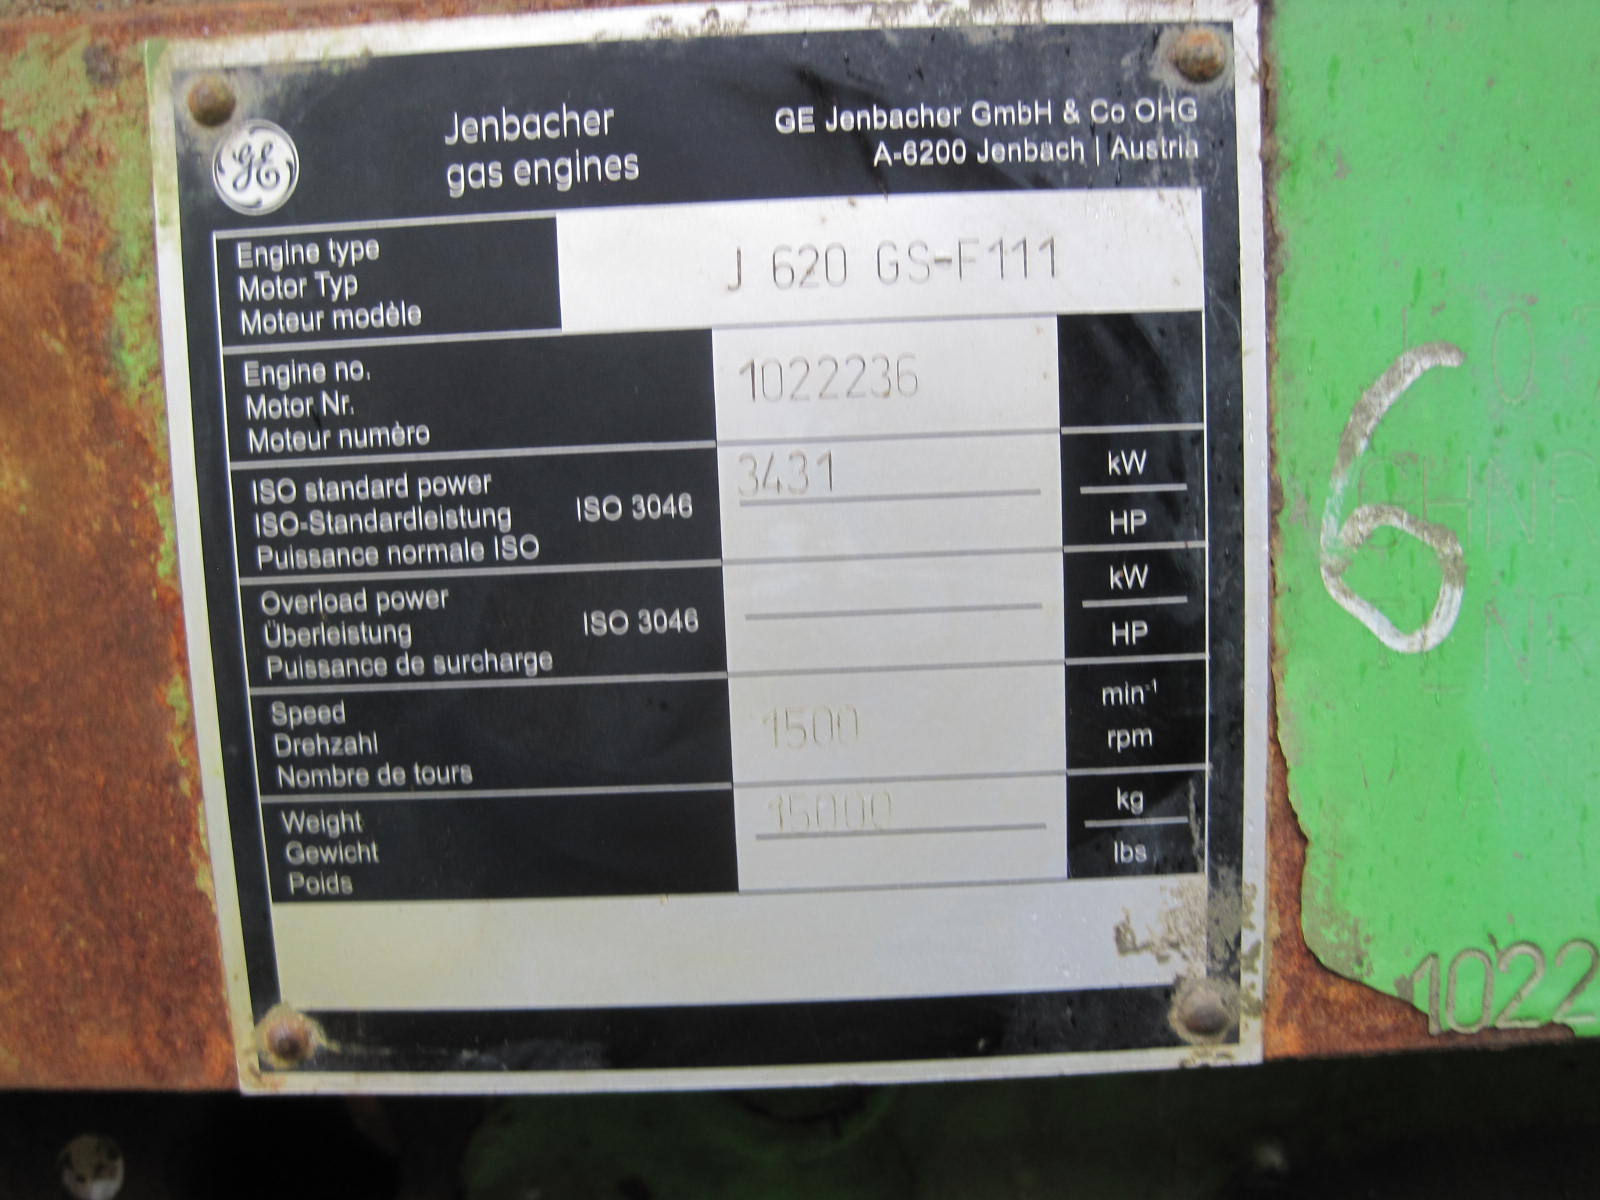 GE
Jenbacher
gas engines
GE Jenbacher GmbH & Co OHG
A-6200 Jenbach | Austria
Engine type
Motor Typ
Moteur modèle
J 620 GS-F111
Engine no.
Motor Nr.
Moteur numèro
1022236
ISO standard power
ISO-Standardleistung
Puissance normale ISO
ISO 3046
3431
kW
HP
Overload power
Überleistung
Puissance de surcharge
ISO 3046
kW
HP
Speed
Drehzahl
Nombre de tours
1500
min⁻¹
rpm
Weight
Gewicht
Poids
15000
kg
lbs
6
1022